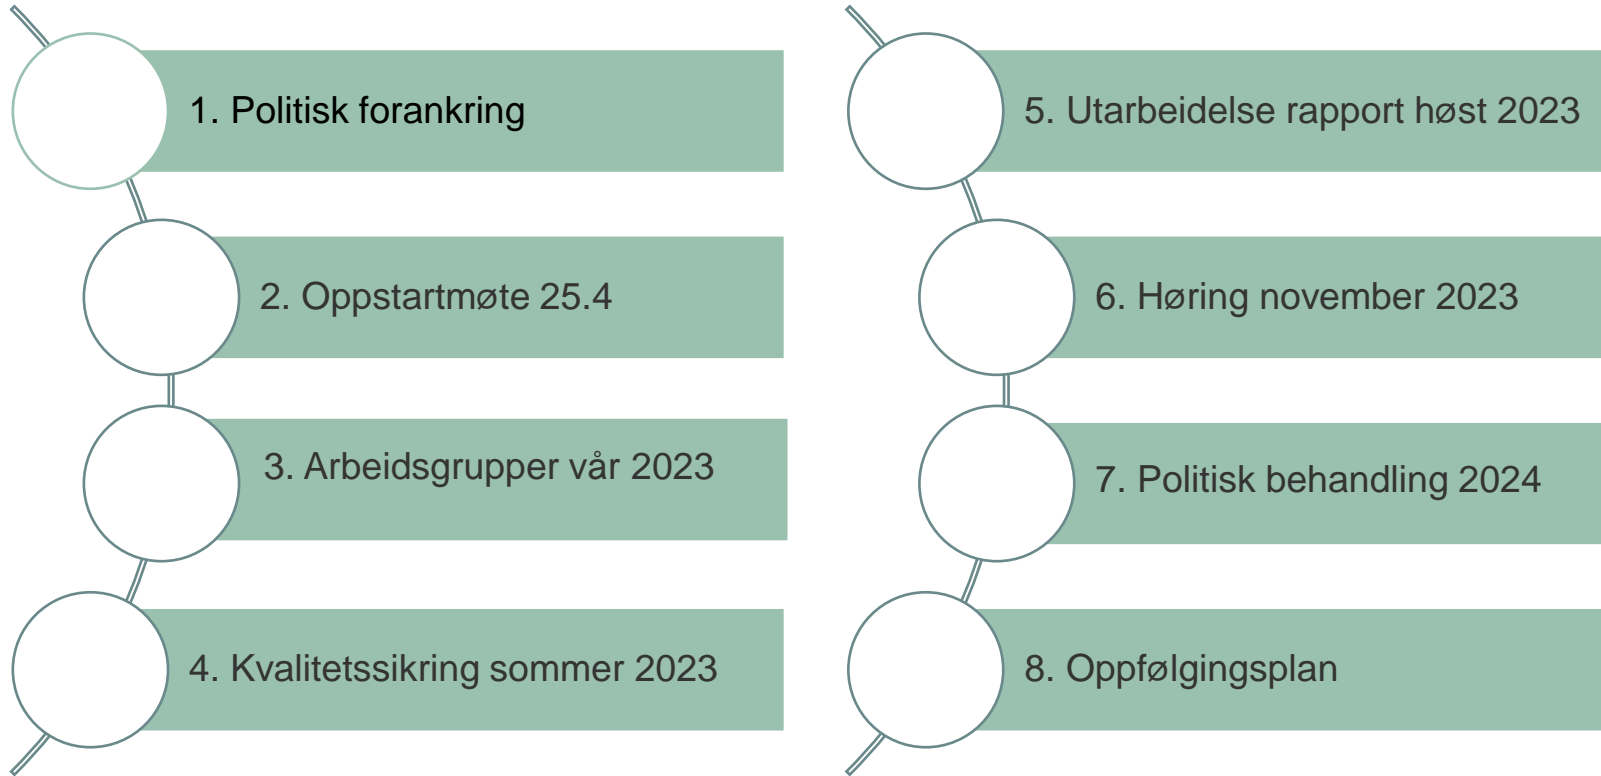 1. Politisk forankring
2. Oppstartmøte 25.4
3. Arbeidsgrupper vår 2023
4. Kvalitetssikring sommer 2023
5. Utarbeidelse rapport høst 2023
6. Høring november 2023
7. Politisk behandling 2024
8. Oppfølgingsplan